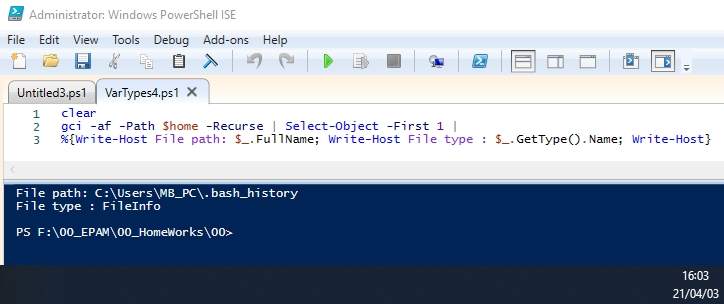 Administrator: Windows PowerShell ISE
File Edit View Tools Debug Add-ons Help
Untitled3.ps1 VarTypes4.ps1 X
1 clear
2 gci -af -Path $home -Recurse | Select-Object -First 1 |
3 %{Write-Host File path: $_.FullName; Write-Host File type : $_.GetType().Name; Write-Host}
File path: C:\Users\MB_PC\.bash_history
File type : FileInfo
PS F:\00_EPAM\00_HomeWorks\00>
16:03
21/04/03